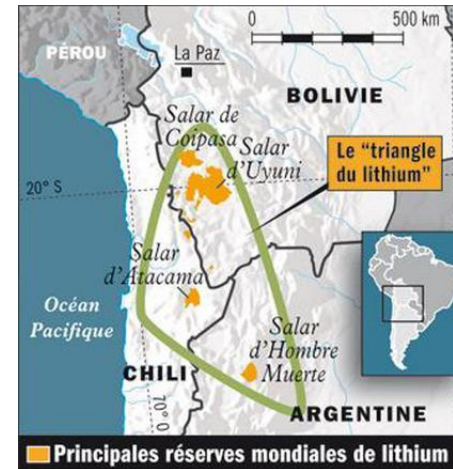 0 500 km
PÉROU
La Paz
BOLIVIE
Salar de
Coipasa
Salar
d'Uyuni
Le "triangle
du lithium"
20° S
Salar
d'Atacama
Océan
Pacifique
Salar
d'Hombre
Muerte
CHILI
70° O
ARGENTINE
Principales réserves mondiales de lithium